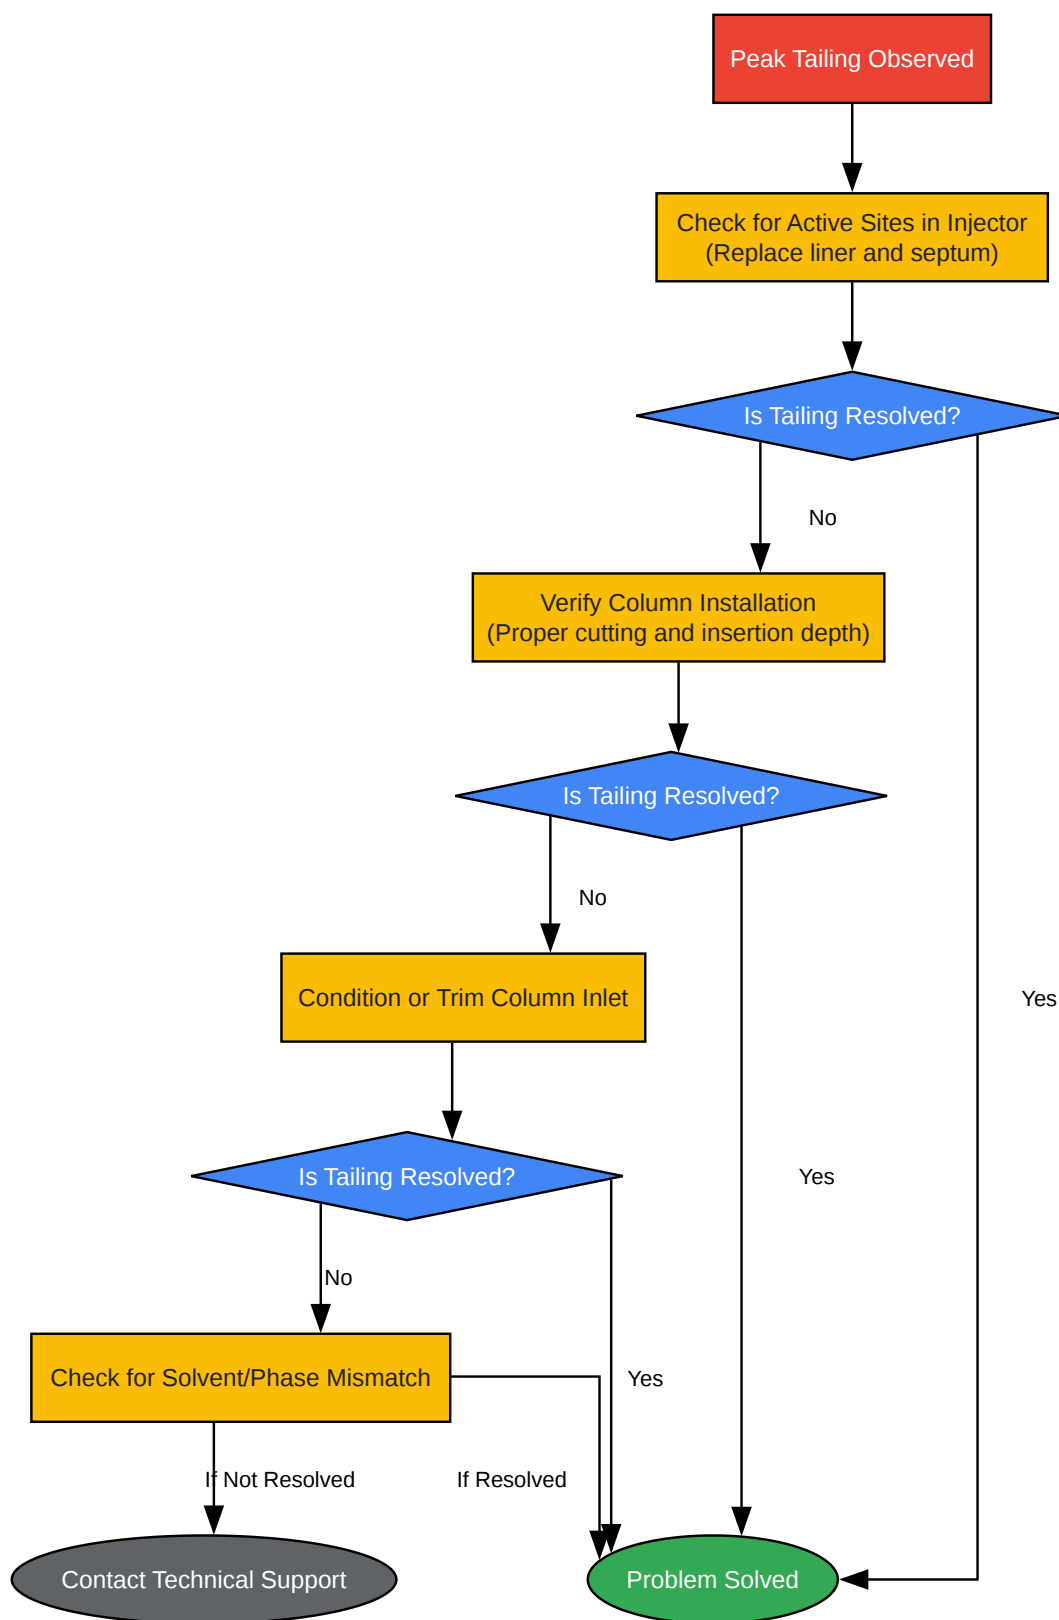 Peak Tailing Observed
Check for Active Sites in Injector
(Replace liner and septum)
Is Tailing Resolved?
No
Verify Column Installation
(Proper cutting and insertion depth)
Is Tailing Resolved?
No
Condition or Trim Column Inlet
Yes
Is Tailing Resolved?
Yes
No
Check for Solvent/Phase Mismatch
Yes
If Not Resolved
If Resolved
Contact Technical Support
Problem Solved